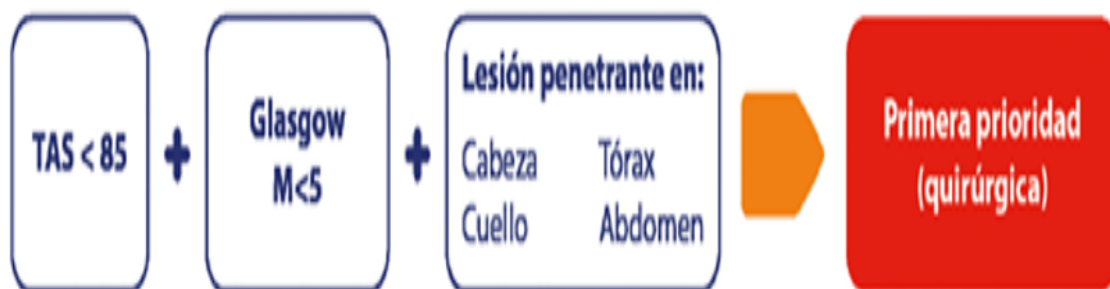 TAS < 85
+
Glasgow
M<5
+
Lesión penetrante en:
Cabeza Tórax
Cuello Abdomen
Primera prioridad
(quirúrgica)